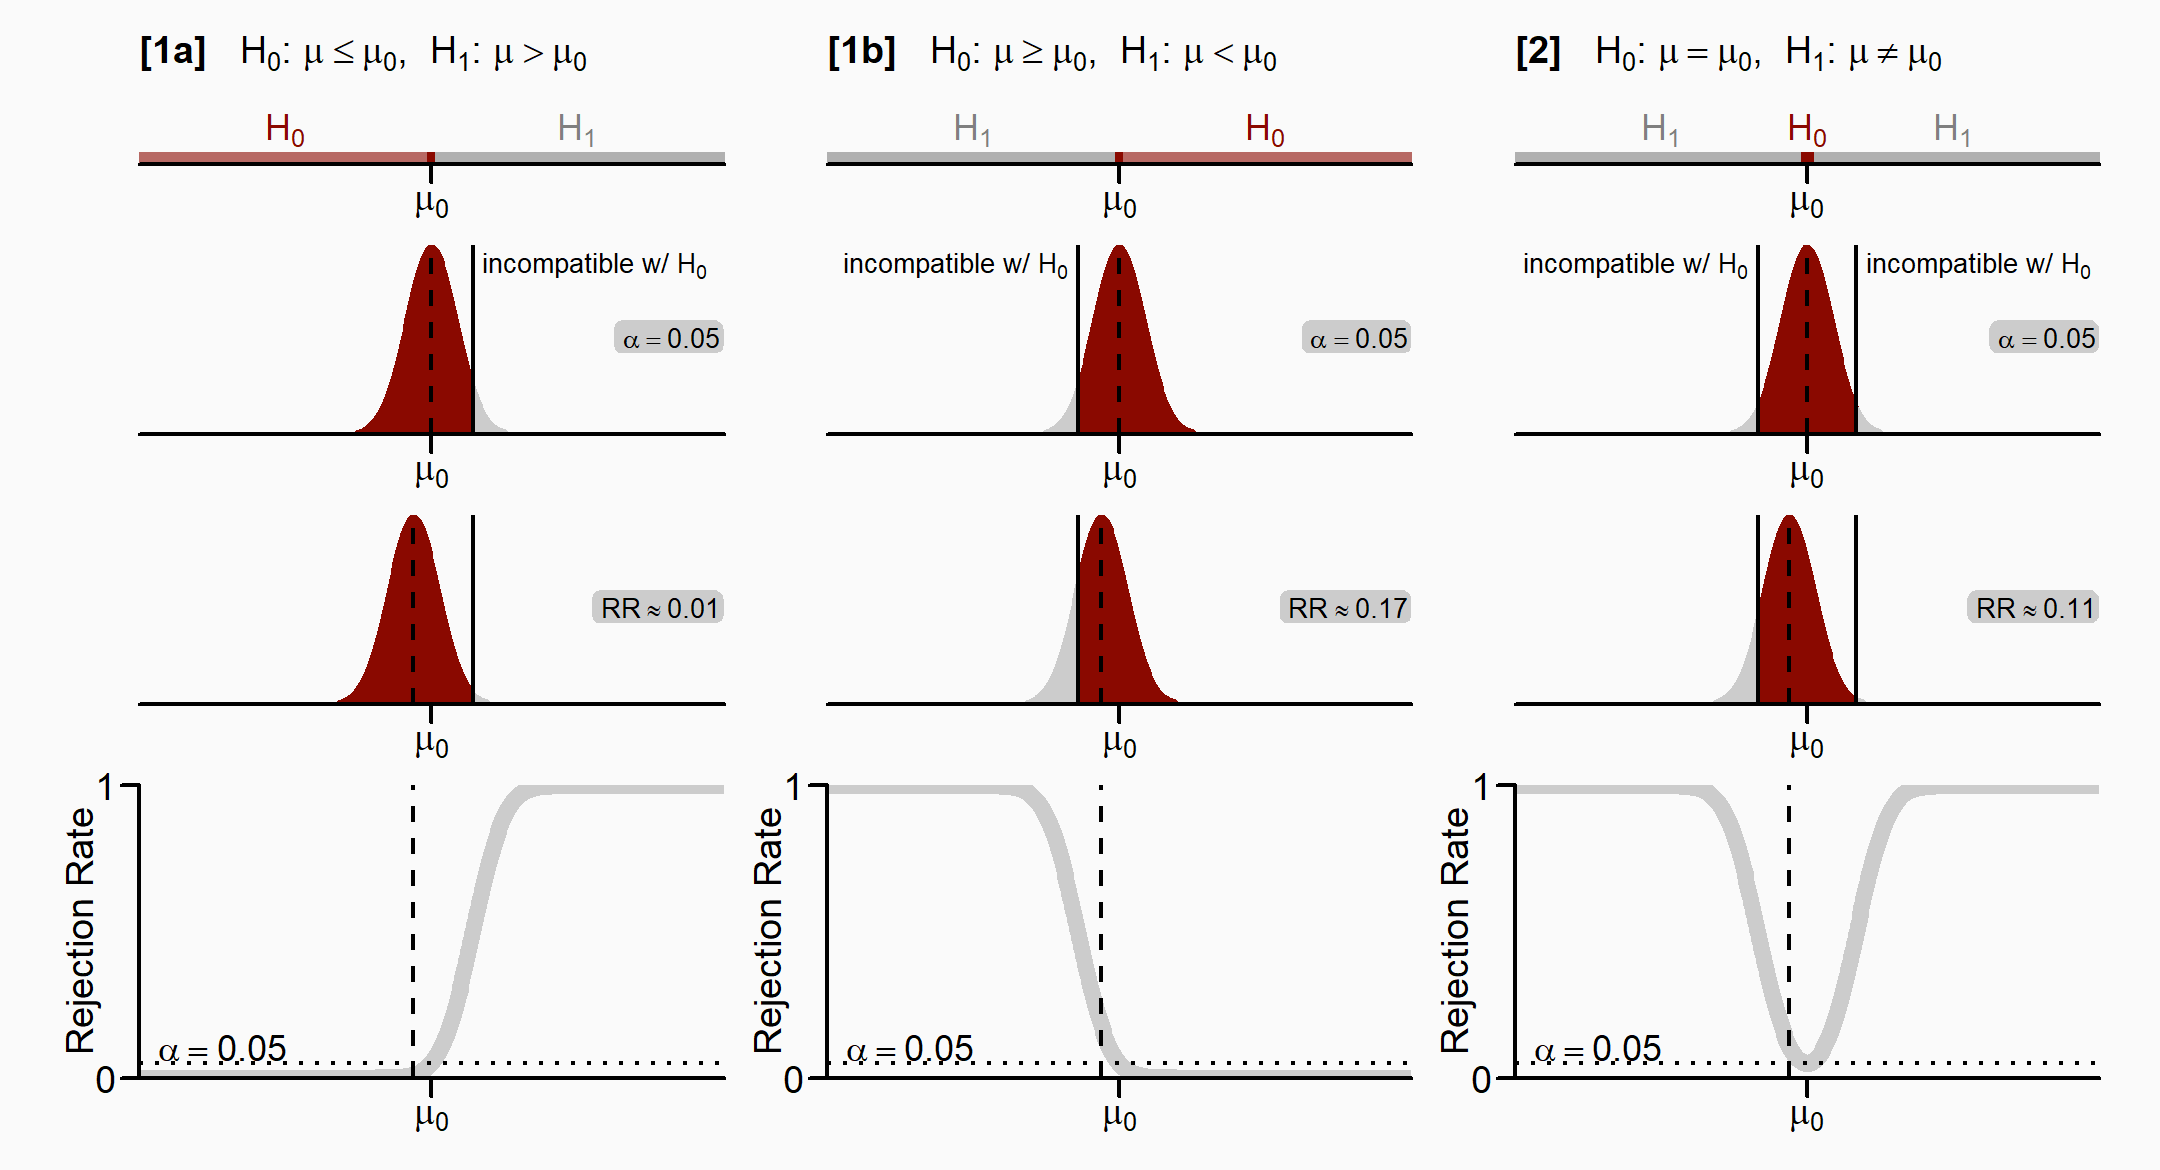 [1a] H₀: μ ≤ μ₀, H₁: μ > μ₀
H₀ H₁
μ₀
incompatible w/ H₀
α = 0.05
μ₀
RR ≈ 0.01
μ₀
Rejection Rate
1
α = 0.05
0
μ₀
[1b] H₀: μ ≥ μ₀, H₁: μ < μ₀
H₁ H₀
μ₀
incompatible w/ H₀
α = 0.05
μ₀
RR ≈ 0.17
μ₀
Rejection Rate
1
α = 0.05
0
μ₀
[2] H₀: μ = μ₀, H₁: μ ≠ μ₀
H₁ H₀ H₁
μ₀
incompatible w/ H₀ incompatible w/ H₀
α = 0.05
μ₀
RR ≈ 0.11
μ₀
Rejection Rate
1
α = 0.05
0
μ₀